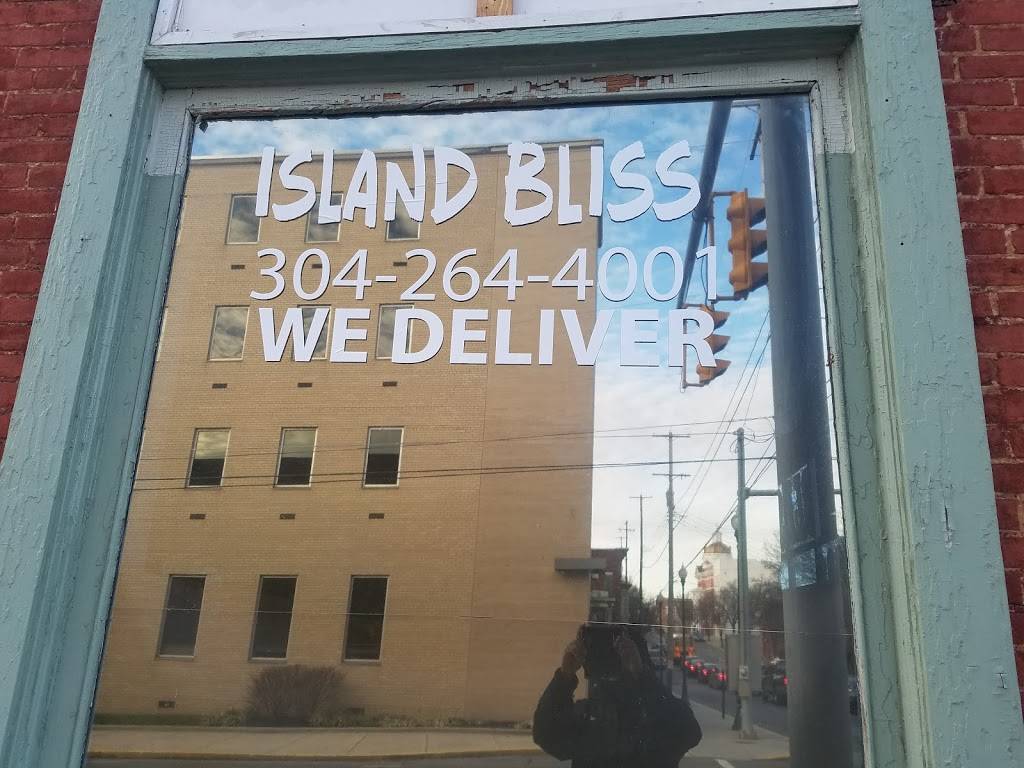 ISLAND BLISS
304-264-4001
WE DELIVER